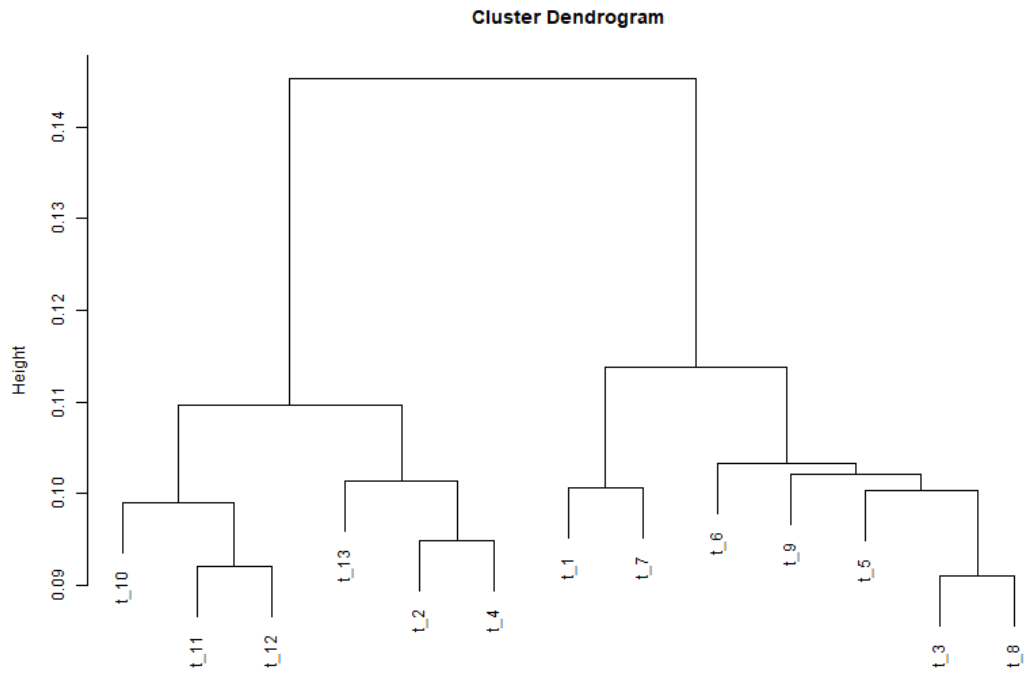 Cluster Dendrogram
Height
0.14
0.13
0.12
0.11
0.10
0.09
t_10
t_11
t_12
t_13
t_2
t_4
t_1
t_7
t_6
t_9
t_5
t_3
t_8